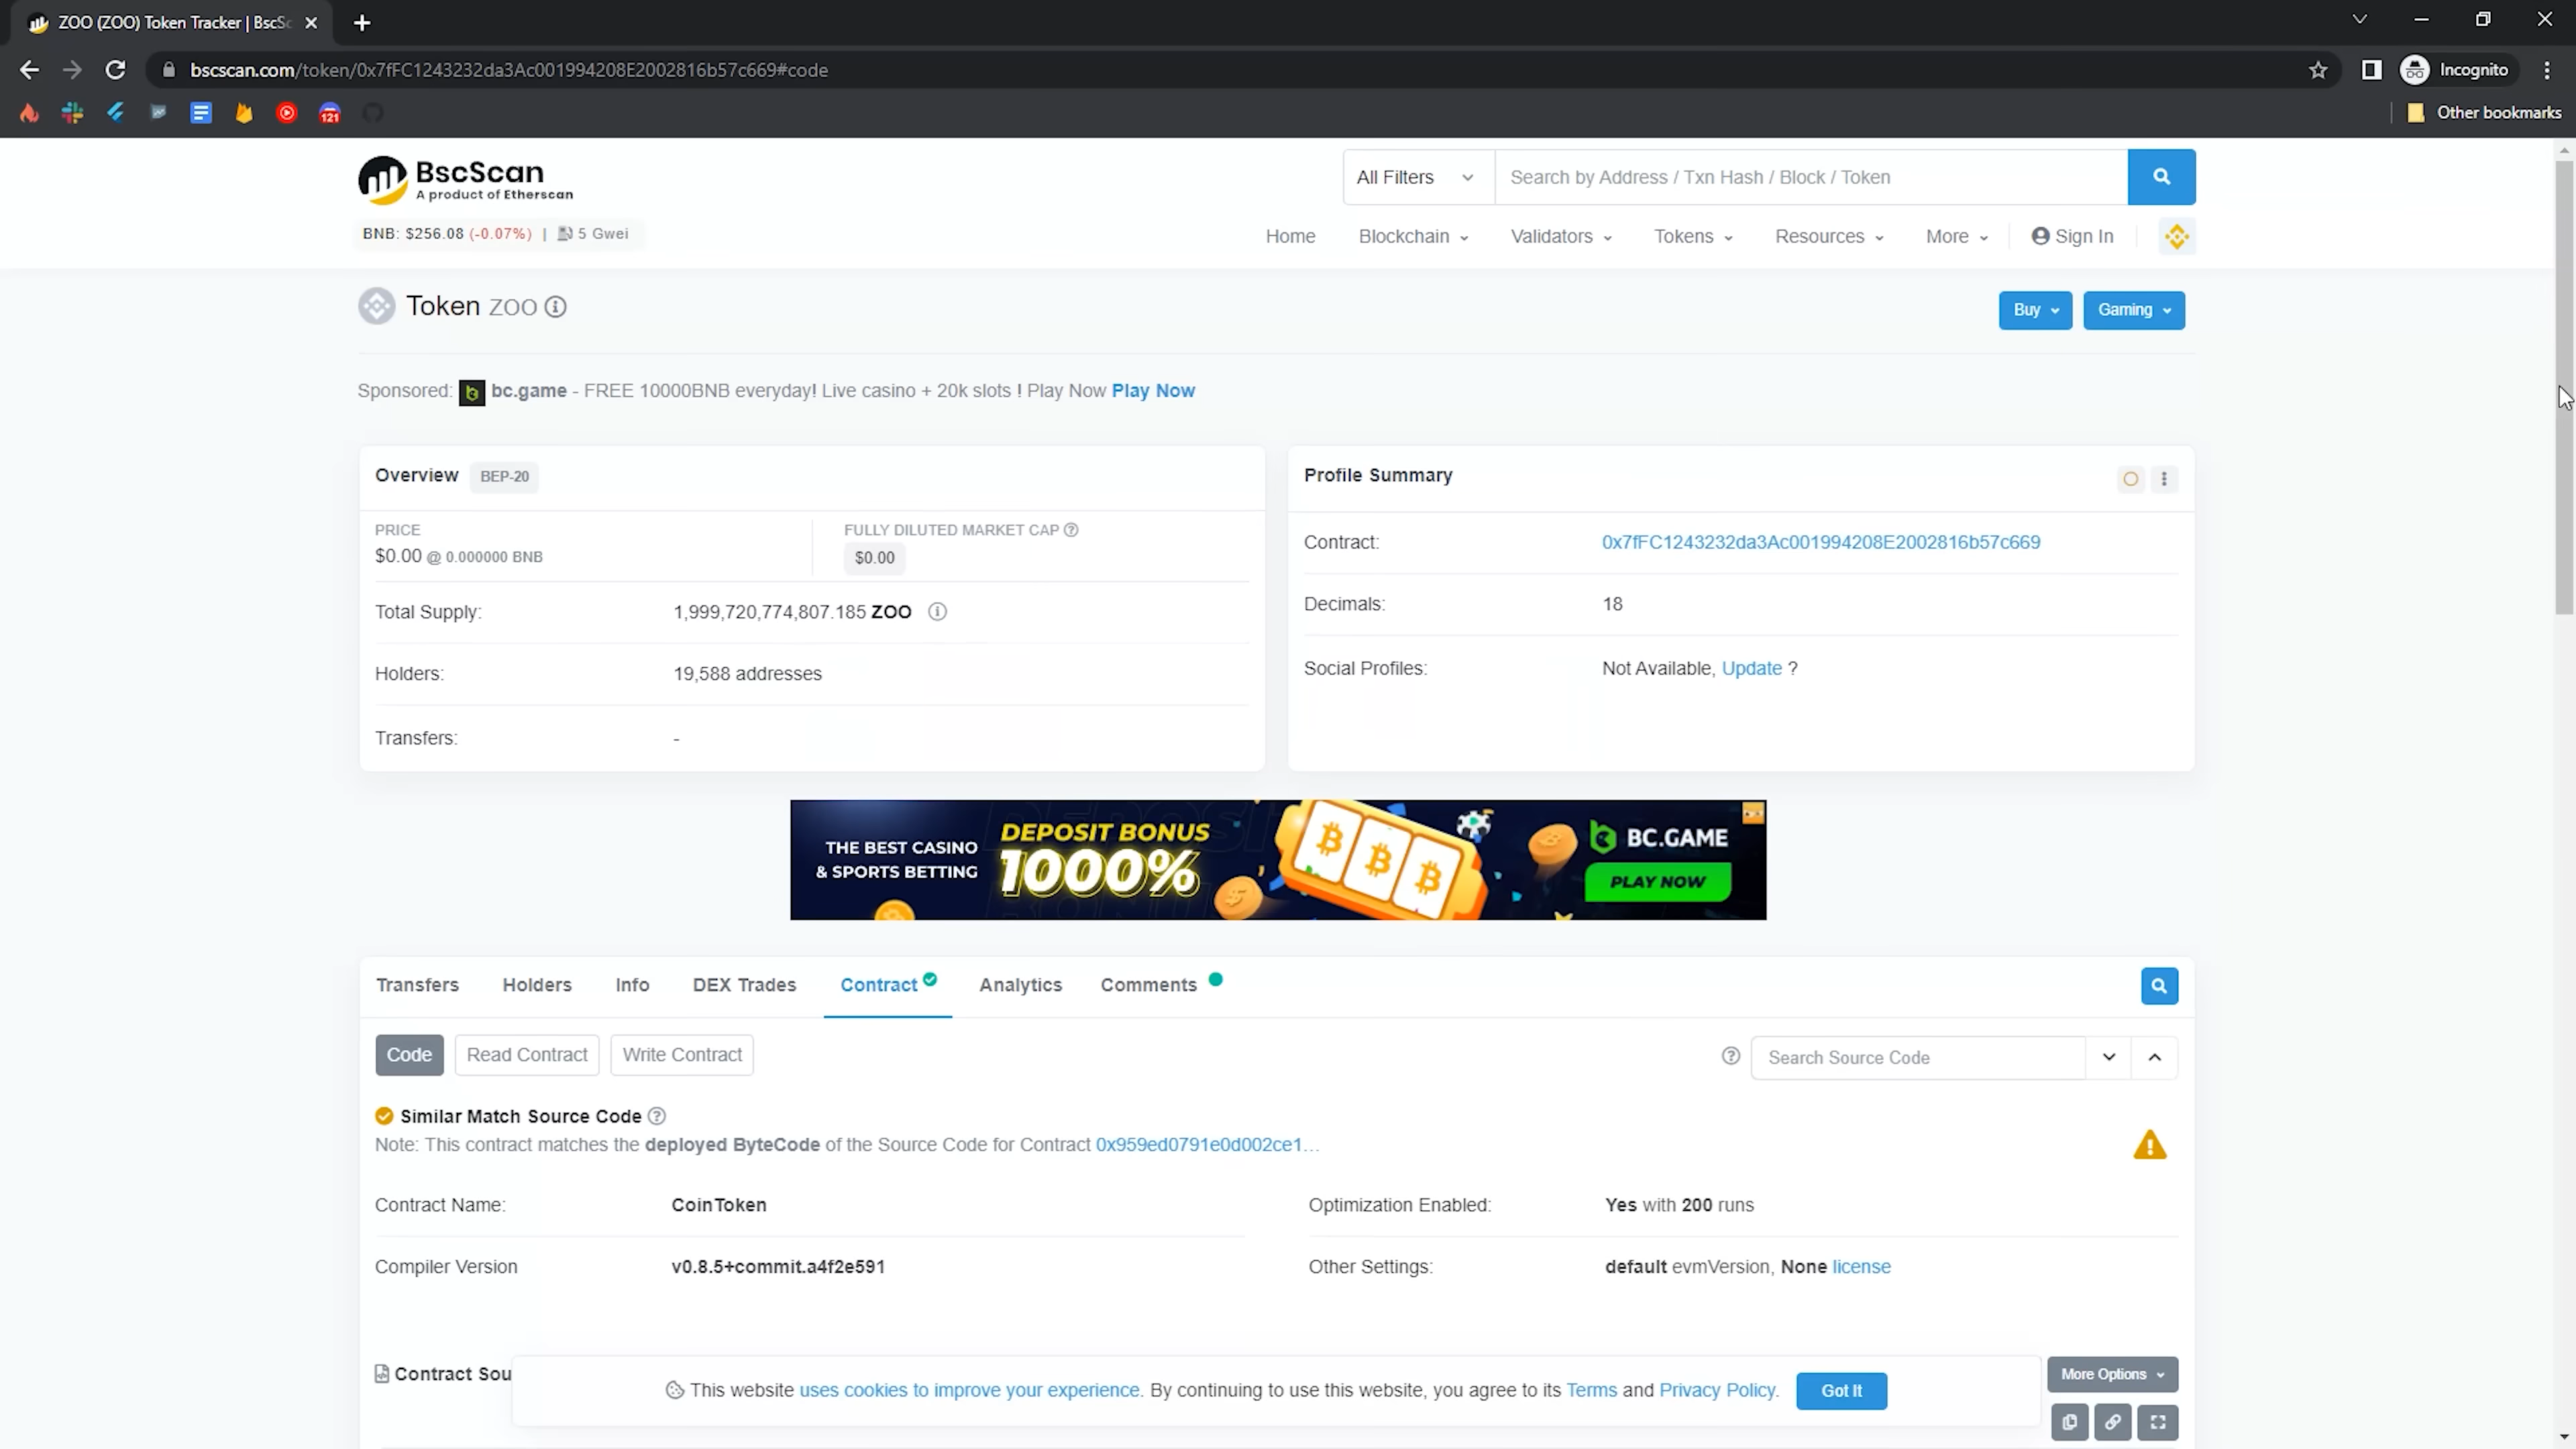 ZOO (ZOO) Token Tracker | BscSc
bscscan.com/token/0x7fFC1243232da3Ac001994208E2002816b57c669#code
Incognito
121
Other bookmarks
BscScan
A product of Etherscan
All Filters
Search by Address / Txn Hash / Block / Token
BNB: $256.08 (-0.07%) | 5 Gwei
Home Blockchain Validators Tokens Resources More Sign In
Token ZOO
Buy Gaming
Sponsored: bc.game - FREE 10000BNB everyday! Live casino + 20k slots ! Play Now Play Now
Overview BEP-20
PRICE
$0.00 @ 0.000000 BNB
FULLY DILUTED MARKET CAP
$0.00
Total Supply: 1,999,720,774,807.185 ZOO
Holders: 19,588 addresses
Transfers: -
Profile Summary
Contract: 0x7fFC1243232da3Ac001994208E2002816b57c669
Decimals: 18
Social Profiles: Not Available, Update ?
THE BEST CASINO
& SPORTS BETTING
DEPOSIT BONUS
1000%
BC.GAME
PLAY NOW
Transfers Holders Info DEX Trades Contract Analytics Comments
Code Read Contract Write Contract
Search Source Code
Similar Match Source Code
Note: This contract matches the deployed ByteCode of the Source Code for Contract 0x959ed0791e0d002ce1...
Contract Name: CoinToken
Optimization Enabled: Yes with 200 runs
Compiler Version v0.8.5+commit.a4f2e591
Other Settings: default evmVersion, None license
Contract Sou
More Options
This website uses cookies to improve your experience. By continuing to use this website, you agree to its Terms and Privacy Policy.
Got It